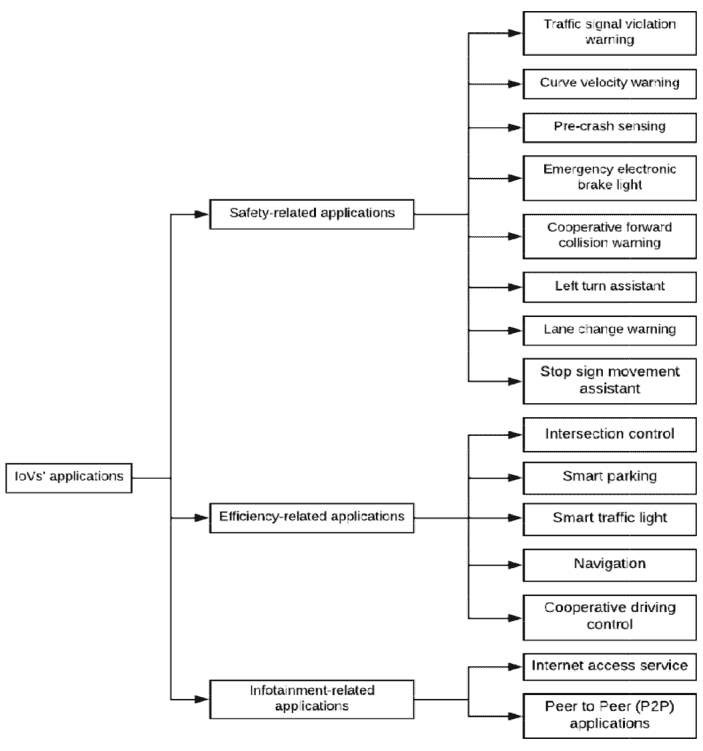 Traffic signal violation
warning
Curve velocity warning
Pre-crash sensing
Emergency electronic
brake light
Safety-related applications
Cooperative forward
collision warning
Left turn assistant
Lane change warning
Stop sign movement
assistant
IoVs' applications
Intersection control
Smart parking
Efficiency-related applications
Smart traffic light
Navigation
Cooperative driving
control
Infotainment-related
applications
Internet access service
Peer to Peer (P2P)
applications